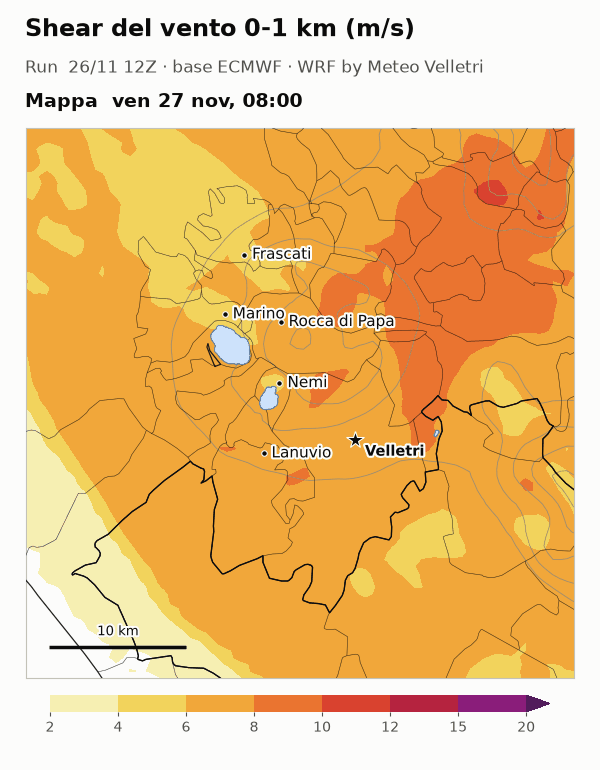 Shear del vento 0-1 km (m/s)
Run  26/11 12Z · base ECMWF · WRF by Meteo Velletri
Mappa  ven 27 nov, 08:00
Frascati
Marino
Rocca di Papa
Nemi
Velletri
Lanuvio
10 km
2 4 6 8 10 12 15 20